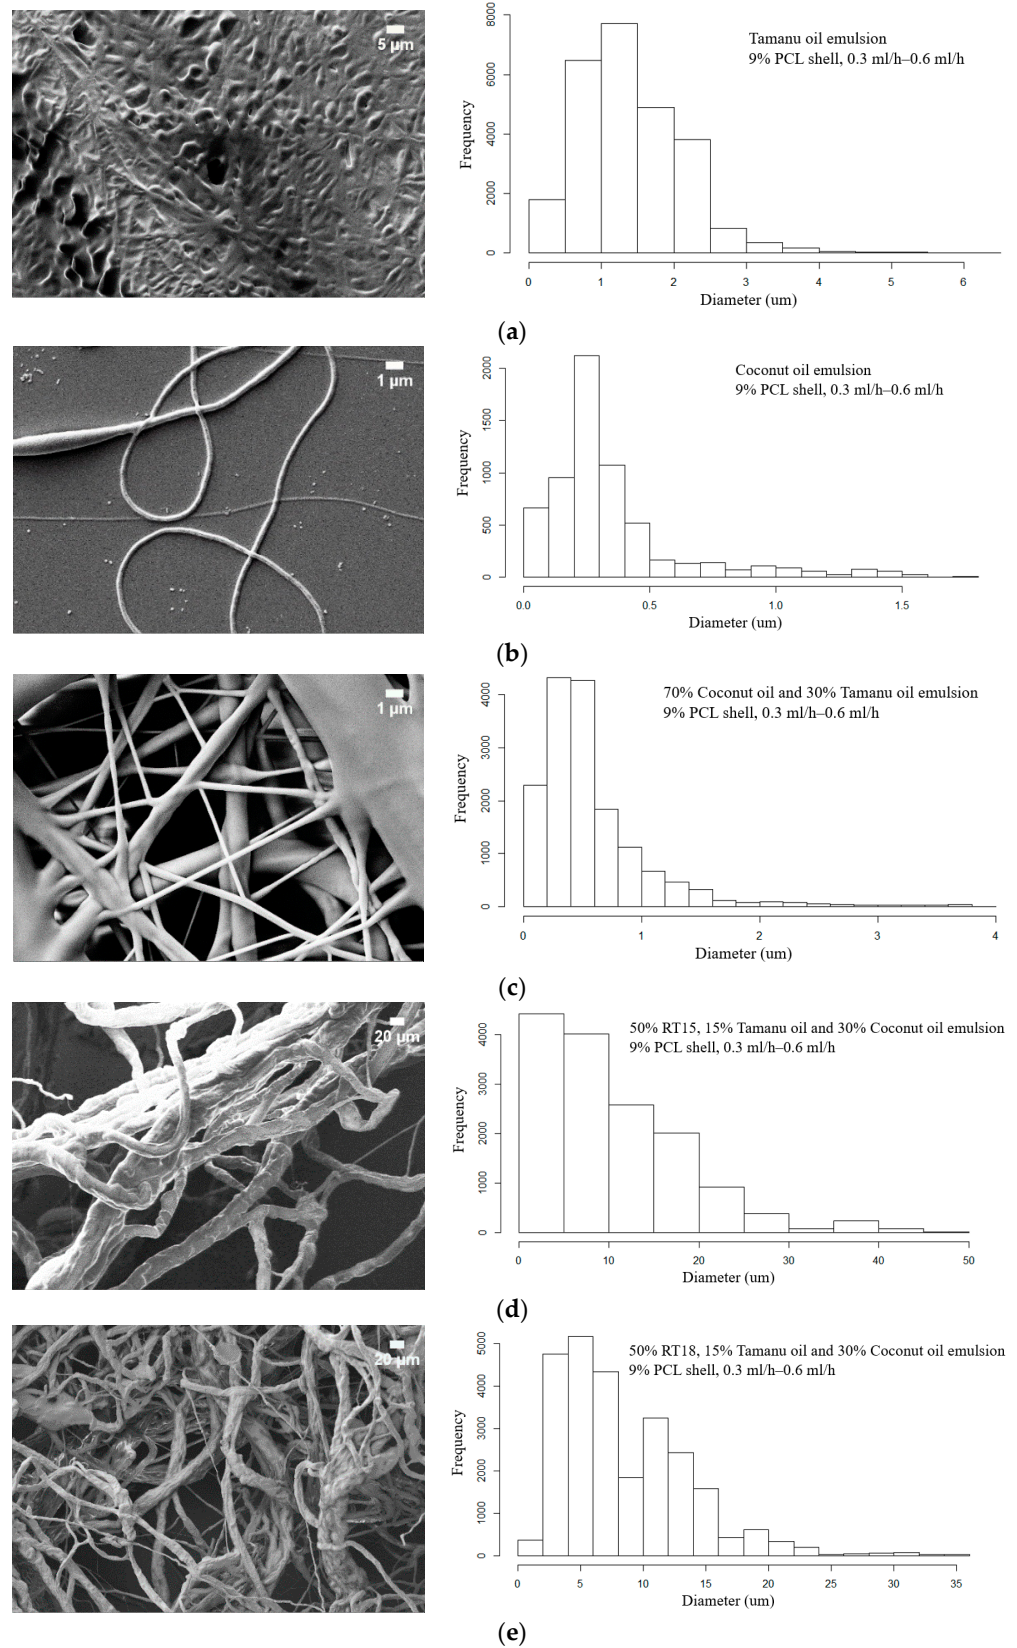 5 µm
8000
6000
4000
2000
0
Frequency
Tamanu oil emulsion
9% PCL shell, 0.3 ml/h–0.6 ml/h
0 1 2 3 4 5 6
Diameter (um)
(a)
1 µm
2000
1500
1000
500
0
Frequency
Coconut oil emulsion
9% PCL shell, 0.3 ml/h–0.6 ml/h
0.0 0.5 1.0 1.5
Diameter (um)
(b)
1 µm
4000
3000
2000
1000
0
Frequency
70% Coconut oil and 30% Tamanu oil emulsion
9% PCL shell, 0.3 ml/h–0.6 ml/h
0 1 2 3 4
Diameter (um)
(c)
20 µm
4000
3000
2000
1000
0
Frequency
50% RT15, 15% Tamanu oil and 30% Coconut oil emulsion
9% PCL shell, 0.3 ml/h–0.6 ml/h
0 10 20 30 40 50
Diameter (um)
(d)
20 µm
5000
4000
3000
2000
1000
0
Frequency
50% RT18, 15% Tamanu oil and 30% Coconut oil emulsion
9% PCL shell, 0.3 ml/h–0.6 ml/h
0 5 10 15 20 25 30 35
Diameter (um)
(e)